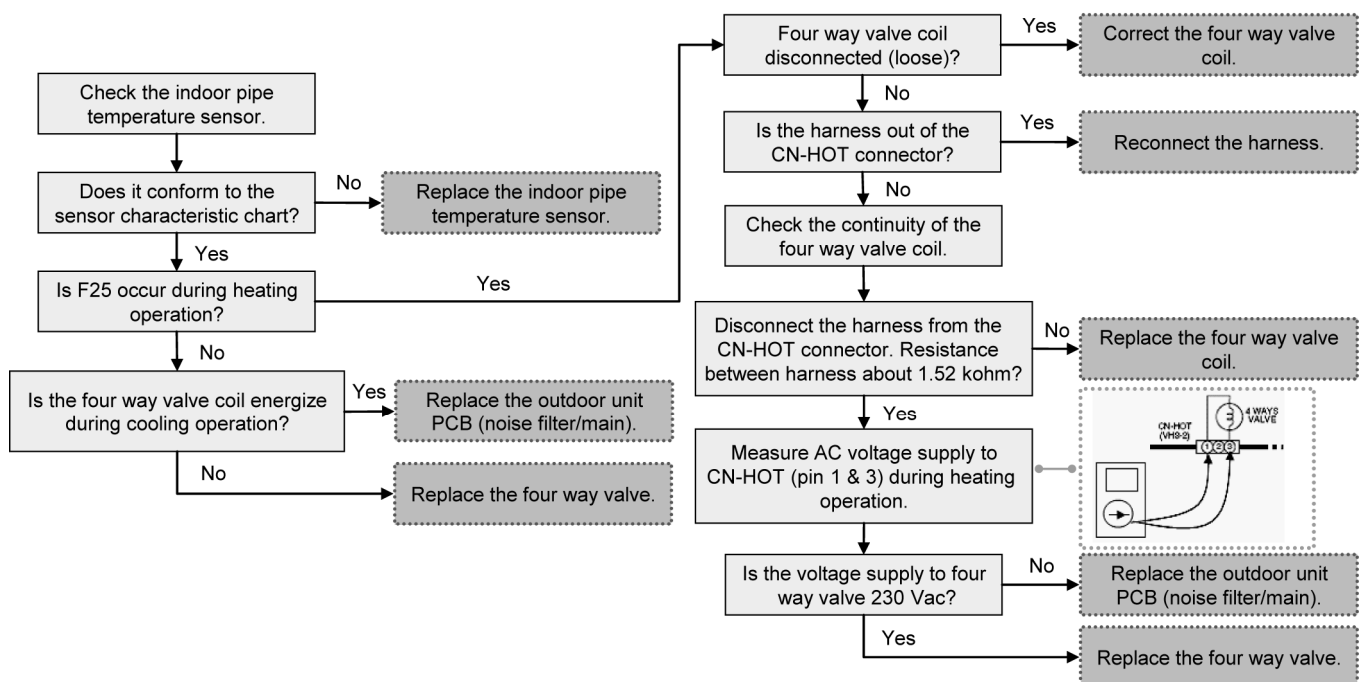 Check the indoor pipe
temperature sensor.
Does it conform to the
sensor characteristic chart?
No
Replace the indoor pipe
temperature sensor.
Yes
Is F25 occur during heating
operation?
Yes
No
Is the four way valve coil energize
during cooling operation?
Yes
Replace the outdoor unit
PCB (noise filter/main).
No
Replace the four way valve.
Four way valve coil
disconnected (loose)?
Yes
Correct the four way valve
coil.
No
Is the harness out of the
CN-HOT connector?
Yes
Reconnect the harness.
No
Check the continuity of the
four way valve coil.
Disconnect the harness from the
CN-HOT connector. Resistance
between harness about 1.52 kohm?
No
Replace the four way valve
coil.
Yes
Measure AC voltage supply to
CN-HOT (pin 1 & 3) during heating
operation.
4 WAYS
VALVE
CN-HOT
(VHS-2)
1 2 3
Is the voltage supply to four
way valve 230 Vac?
No
Replace the outdoor unit
PCB (noise filter/main).
Yes
Replace the four way valve.